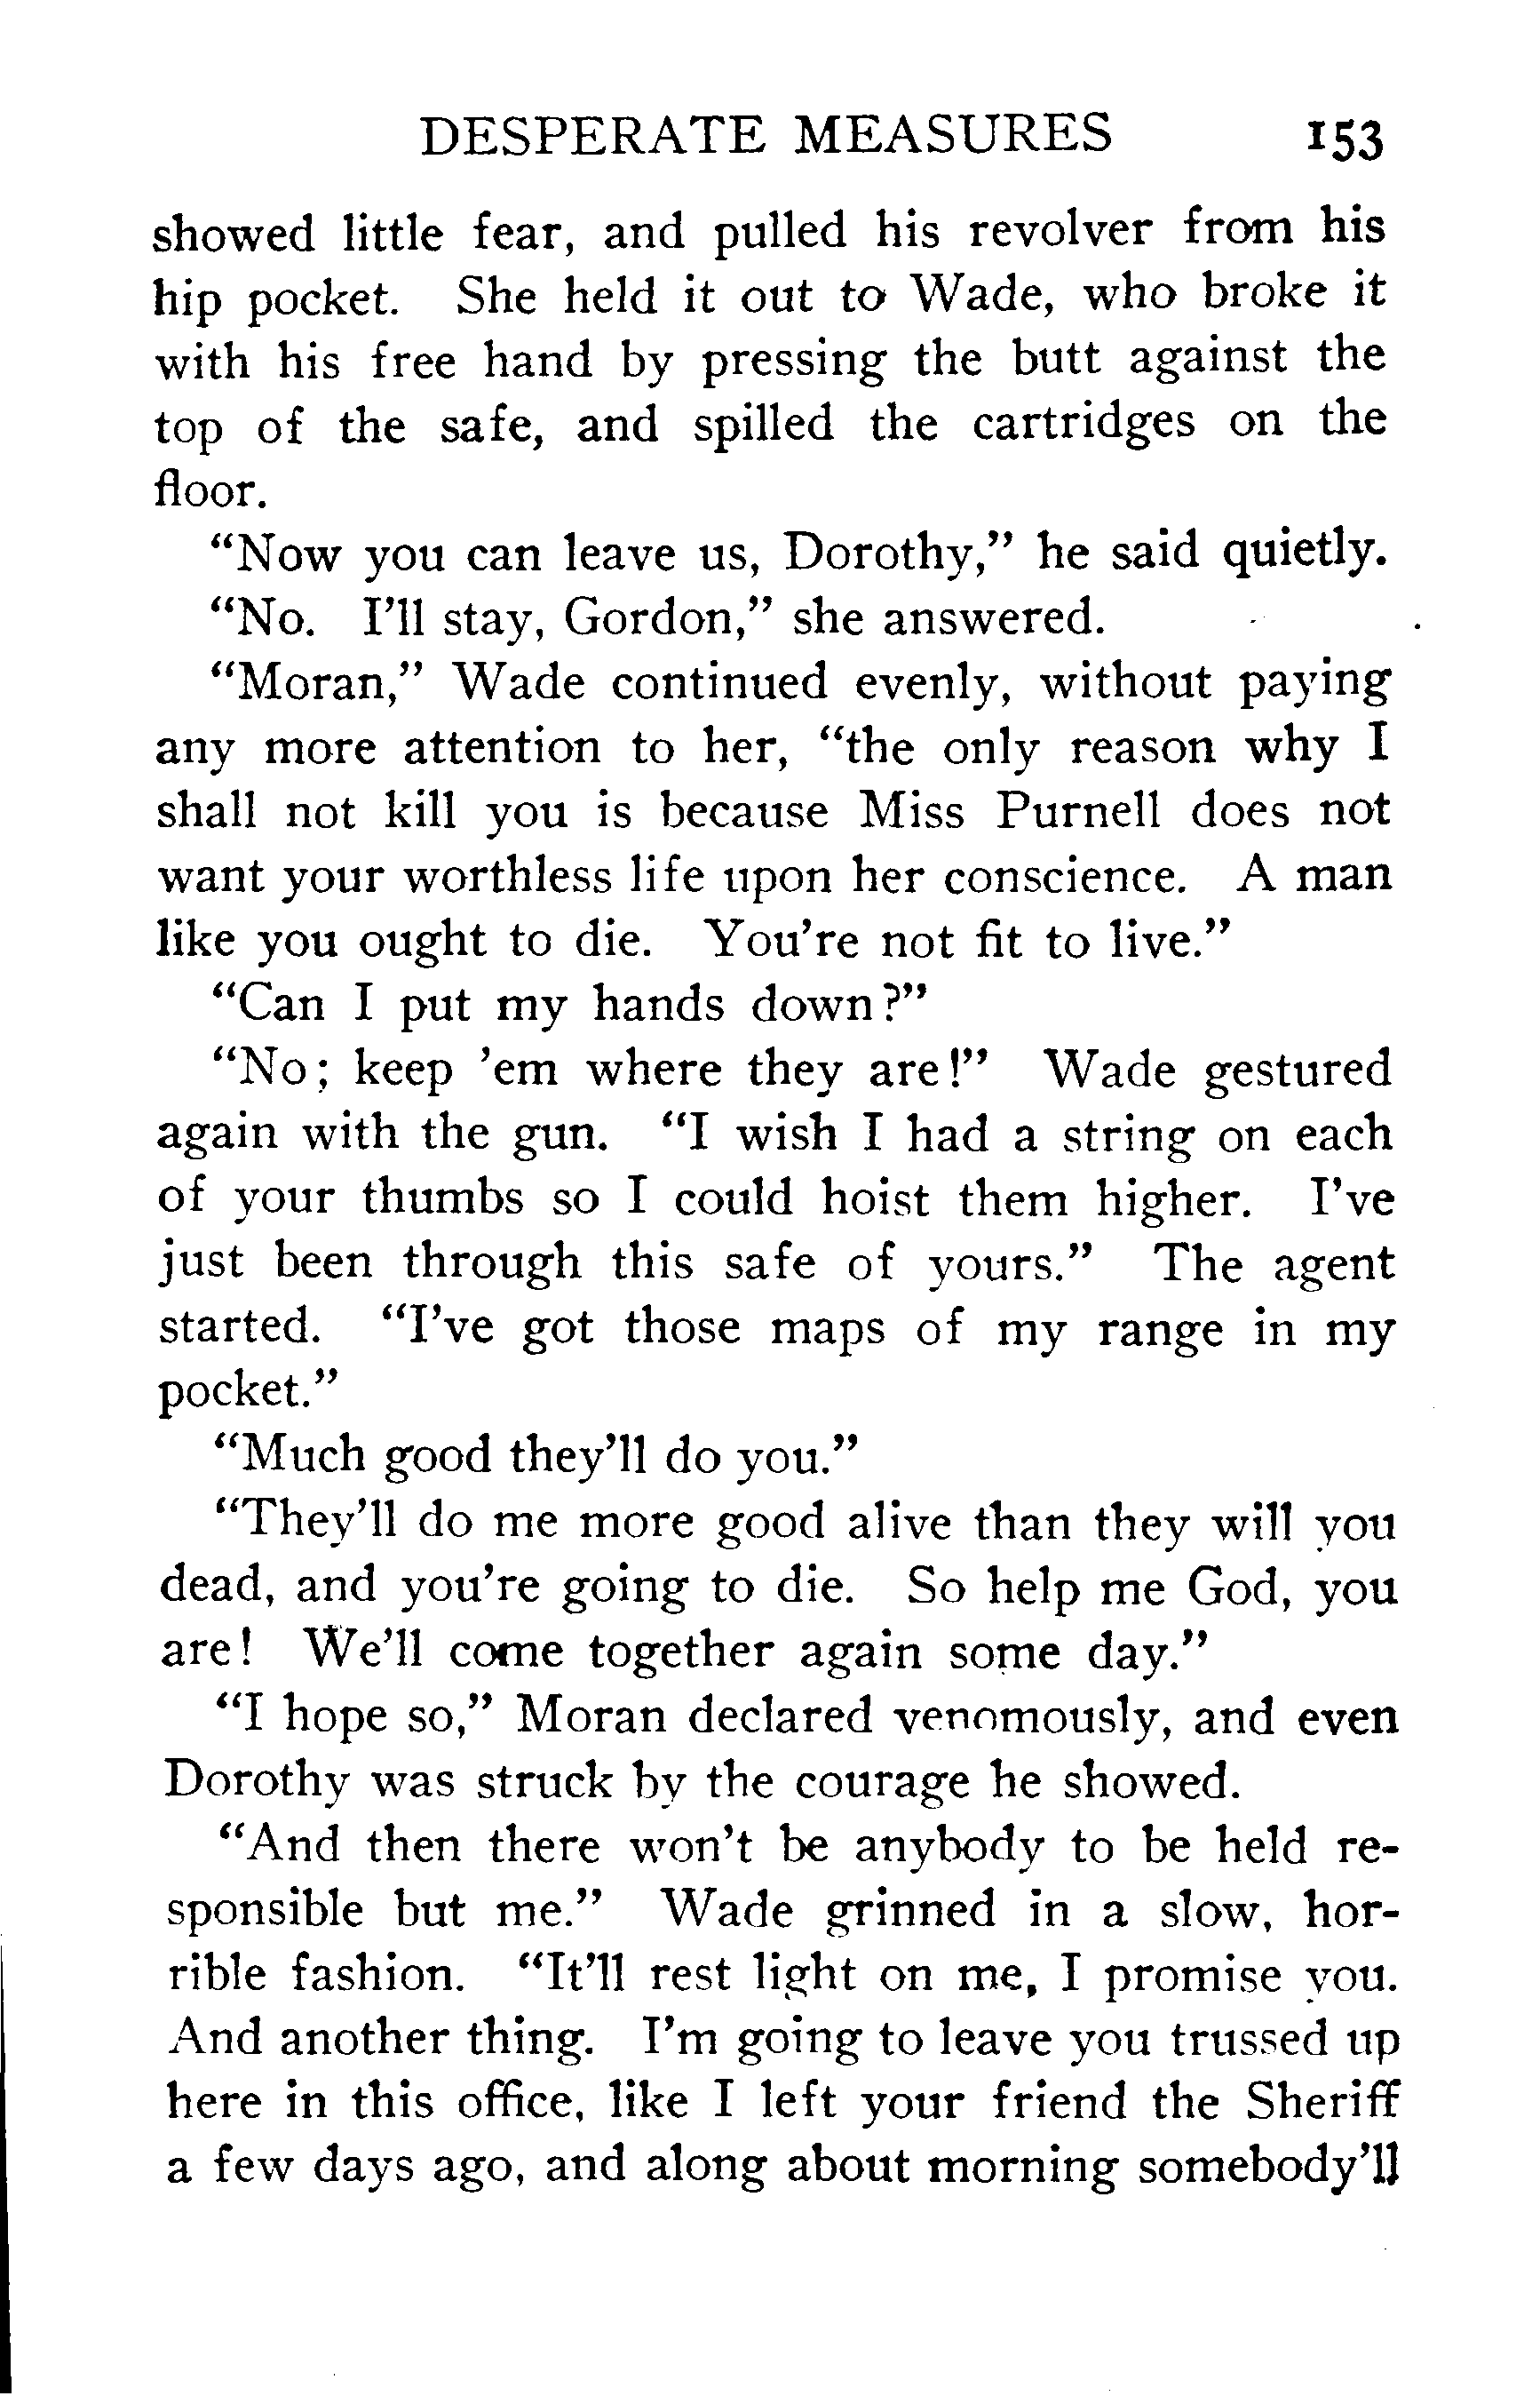 DESPERATE MEASURES 153
showed little fear, and pulled his revolver from his
hip pocket. She held it out to Wade, who broke it
with his free hand by pressing the butt against the
top of the safe, and spilled the cartridges on the
floor.
"Now you can leave us, Dorothy," he said quietly.
"No. I'll stay, Gordon," she answered.
"Moran," Wade continued evenly, without paying
any more attention to her, "the only reason why I
shall not kill you is because Miss Purnell does not
want your worthless life upon her conscience. A man
like you ought to die. You're not fit to live."
"Can I put my hands down?"
"No; keep 'em where they are!" Wade gestured
again with the gun. "I wish I had a string on each
of your thumbs so I could hoist them higher. I've
just been through this safe of yours." The agent
started. "I've got those maps of my range in my
pocket."
"Much good they'll do you."
"They'll do me more good alive than they will you
dead, and you're going to die. So help me God, you
are! We'll come together again some day."
"I hope so," Moran declared venomously, and even
Dorothy was struck by the courage he showed.
"And then there won't be anybody to be held re-
sponsible but me." Wade grinned in a slow, hor-
rible fashion. "It'll rest light on me, I promise you.
And another thing. I'm going to leave you trussed up
here in this office, like I left your friend the Sheriff
a few days ago, and along about morning somebody'll